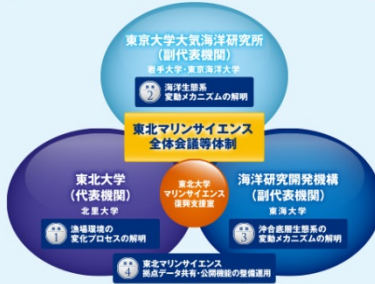 東京大学大気海洋研究所
(副代表機関)
岩手大学・東京海洋大学
2
海洋生態系
変動メカニズムの解明
東北マリンサイエンス
全体会議等体制
東北大学
(代表機関)
北里大学
1
漁場環境の
変化プロセスの解明
東北大学
マリンサイエンス
復興支援室
海洋研究開発機構
(副代表機関)
東海大学
3
沖合底層生態系の
変動メカニズムの解明
4
東北マリンサイエンス
拠点データ共有・公開機能の整備運用